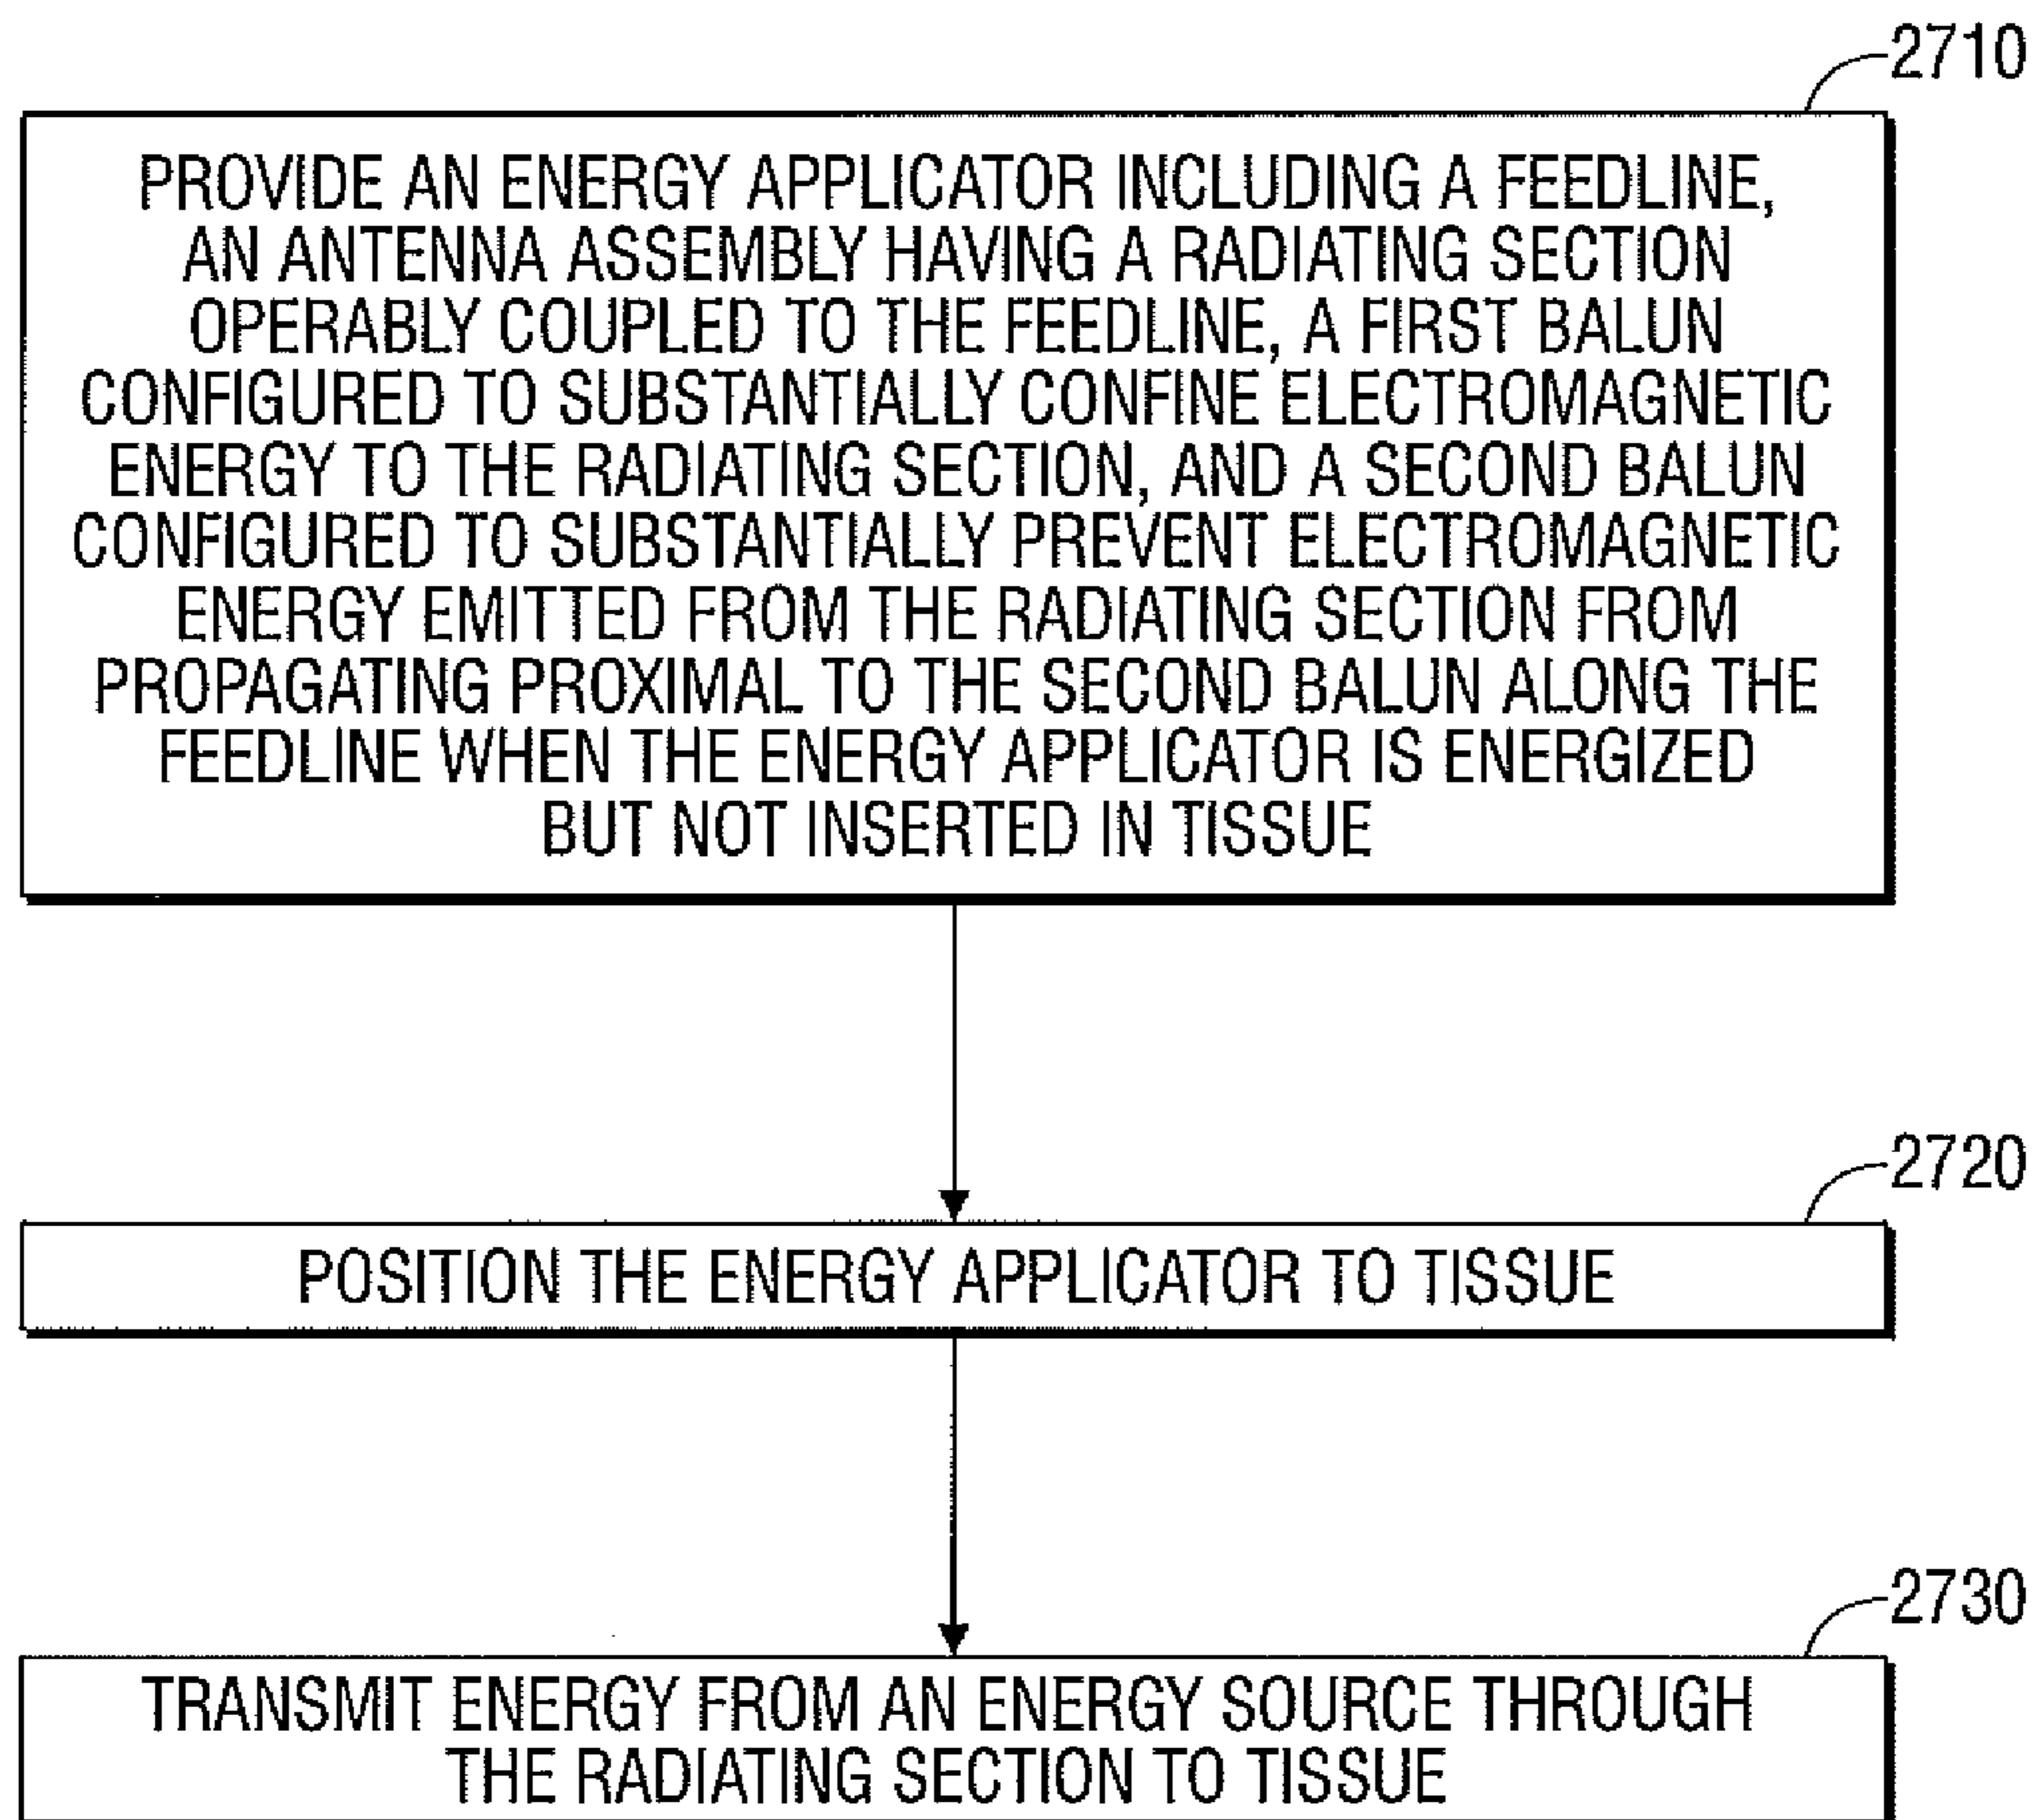 2710
PROVIDE AN ENERGY APPLICATOR INCLUDING A FEEDLINE,
AN ANTENNA ASSEMBLY HAVING A RADIATING SECTION
OPERABLY COUPLED TO THE FEEDLINE, A FIRST BALUN
CONFIGURED TO SUBSTANTIALLY CONFINE ELECTROMAGNETIC
ENERGY TO THE RADIATING SECTION, AND A SECOND BALUN
CONFIGURED TO SUBSTANTIALLY PREVENT ELECTROMAGNETIC
ENERGY EMITTED FROM THE RADIATING SECTION FROM
PROPAGATING PROXIMAL TO THE SECOND BALUN ALONG THE
FEEDLINE WHEN THE ENERGY APPLICATOR IS ENERGIZED
BUT NOT INSERTED IN TISSUE
2720
POSITION THE ENERGY APPLICATOR TO TISSUE
2730
TRANSMIT ENERGY FROM AN ENERGY SOURCE THROUGH
THE RADIATING SECTION TO TISSUE